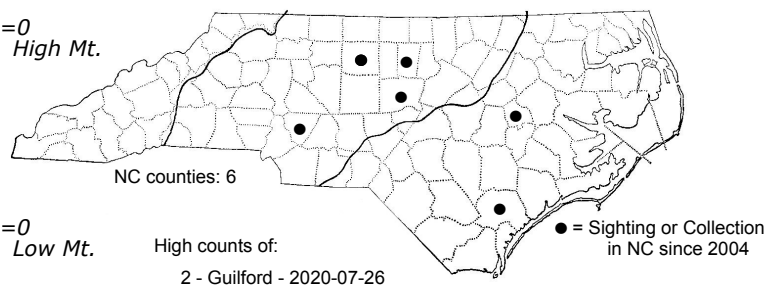 =0
High Mt.
NC counties: 6
=0
Low Mt.
High counts of:
2 - Guilford - 2020-07-26
● = Sighting or Collection
in NC since 2004